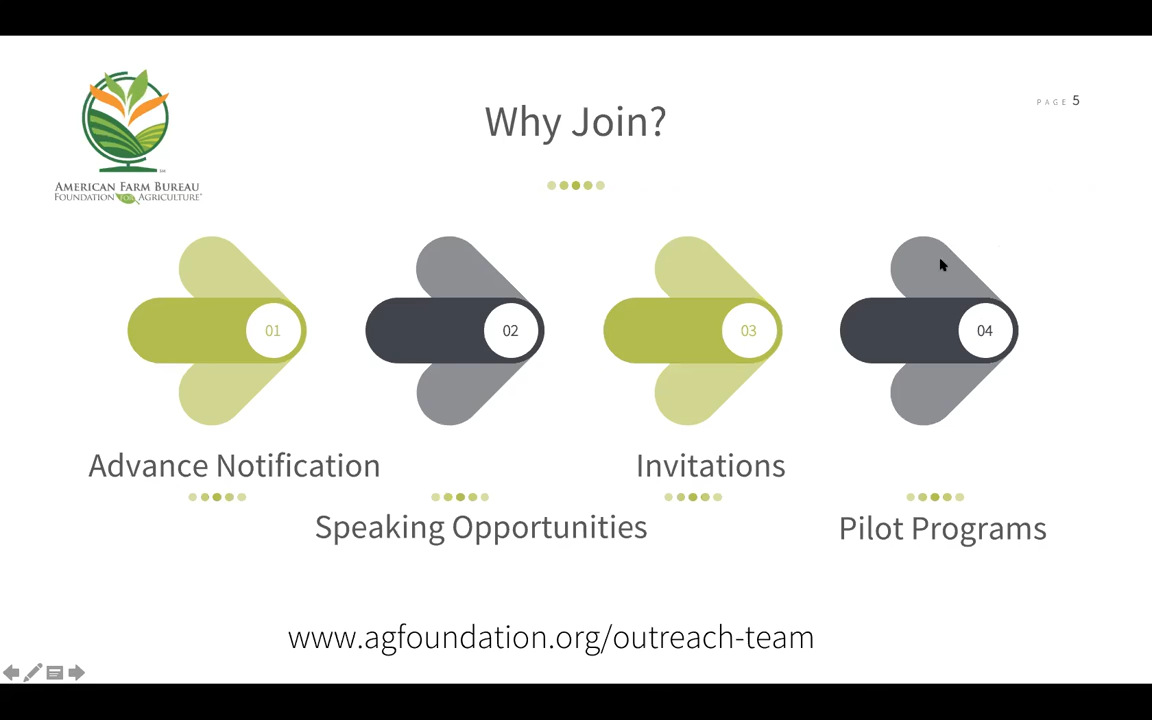 PAGE 5
Why Join?
AMERICAN FARM BUREAU
FOUNDATION FOR AGRICULTURE
01
02
03
04
Advance Notification
Speaking Opportunities
Invitations
Pilot Programs
www.agfoundation.org/outreach-team